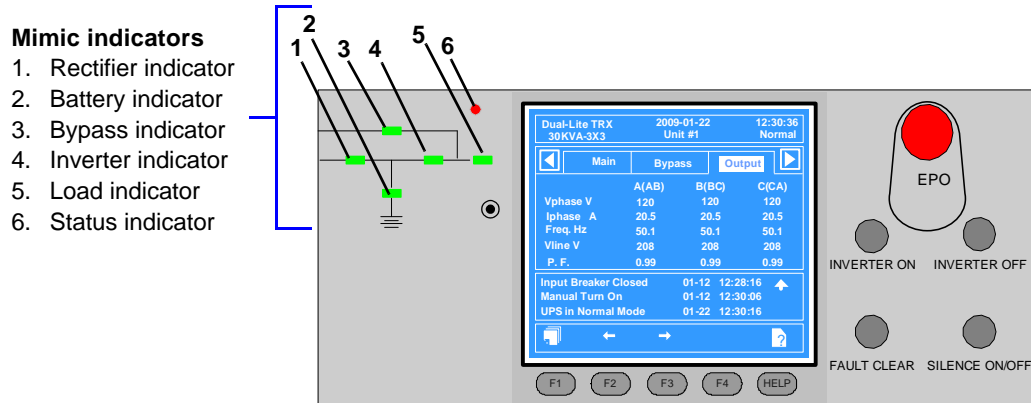 Mimic indicators
1. Rectifier indicator
2. Battery indicator
3. Bypass indicator
4. Inverter indicator
5. Load indicator
6. Status indicator
1 2 3 4 5 6
Dual-Lite TRX 2009-01-22 12:30:36
30KVA-3X3 Unit #1 Normal
Main Bypass Output
A(AB) B(BC) C(CA)
Vphase V 120 120 120
Iphase A 20.5 20.5 20.5
Freq. Hz 50.1 50.1 50.1
Vline V 208 208 208
P. F. 0.99 0.99 0.99
Input Breaker Closed 01-12 12:28:16
Manual Turn On 01-12 12:30:06
UPS in Normal Mode 01-22 12:30:16
?
F1 F2 F3 F4 HELP
EPO
INVERTER ON INVERTER OFF
FAULT CLEAR SILENCE ON/OFF